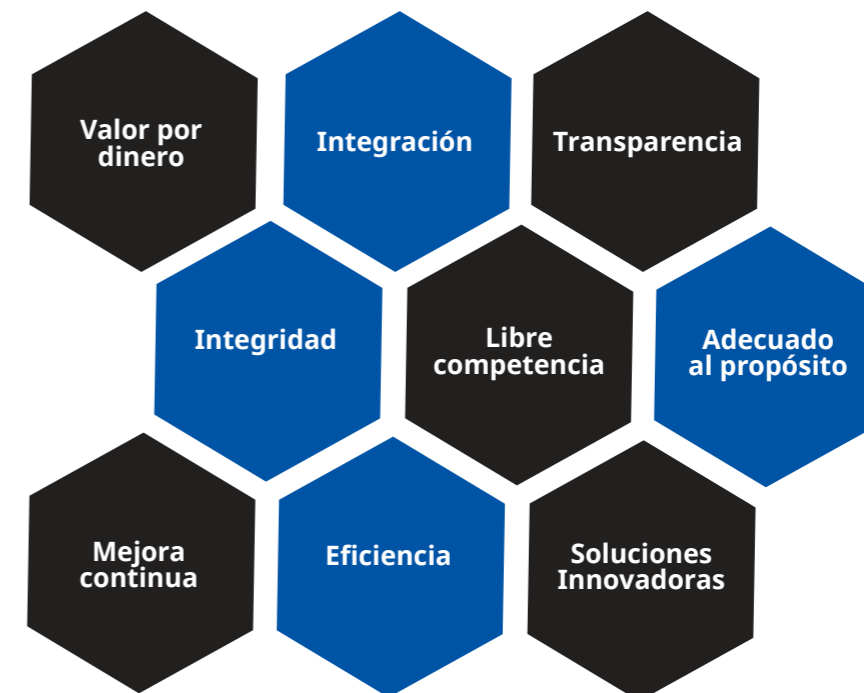 Valor por
dinero
Integración
Transparencia
Integridad
Libre
competencia
Adecuado
al propósito
Mejora
continua
Eficiencia
Soluciones
Innovadoras